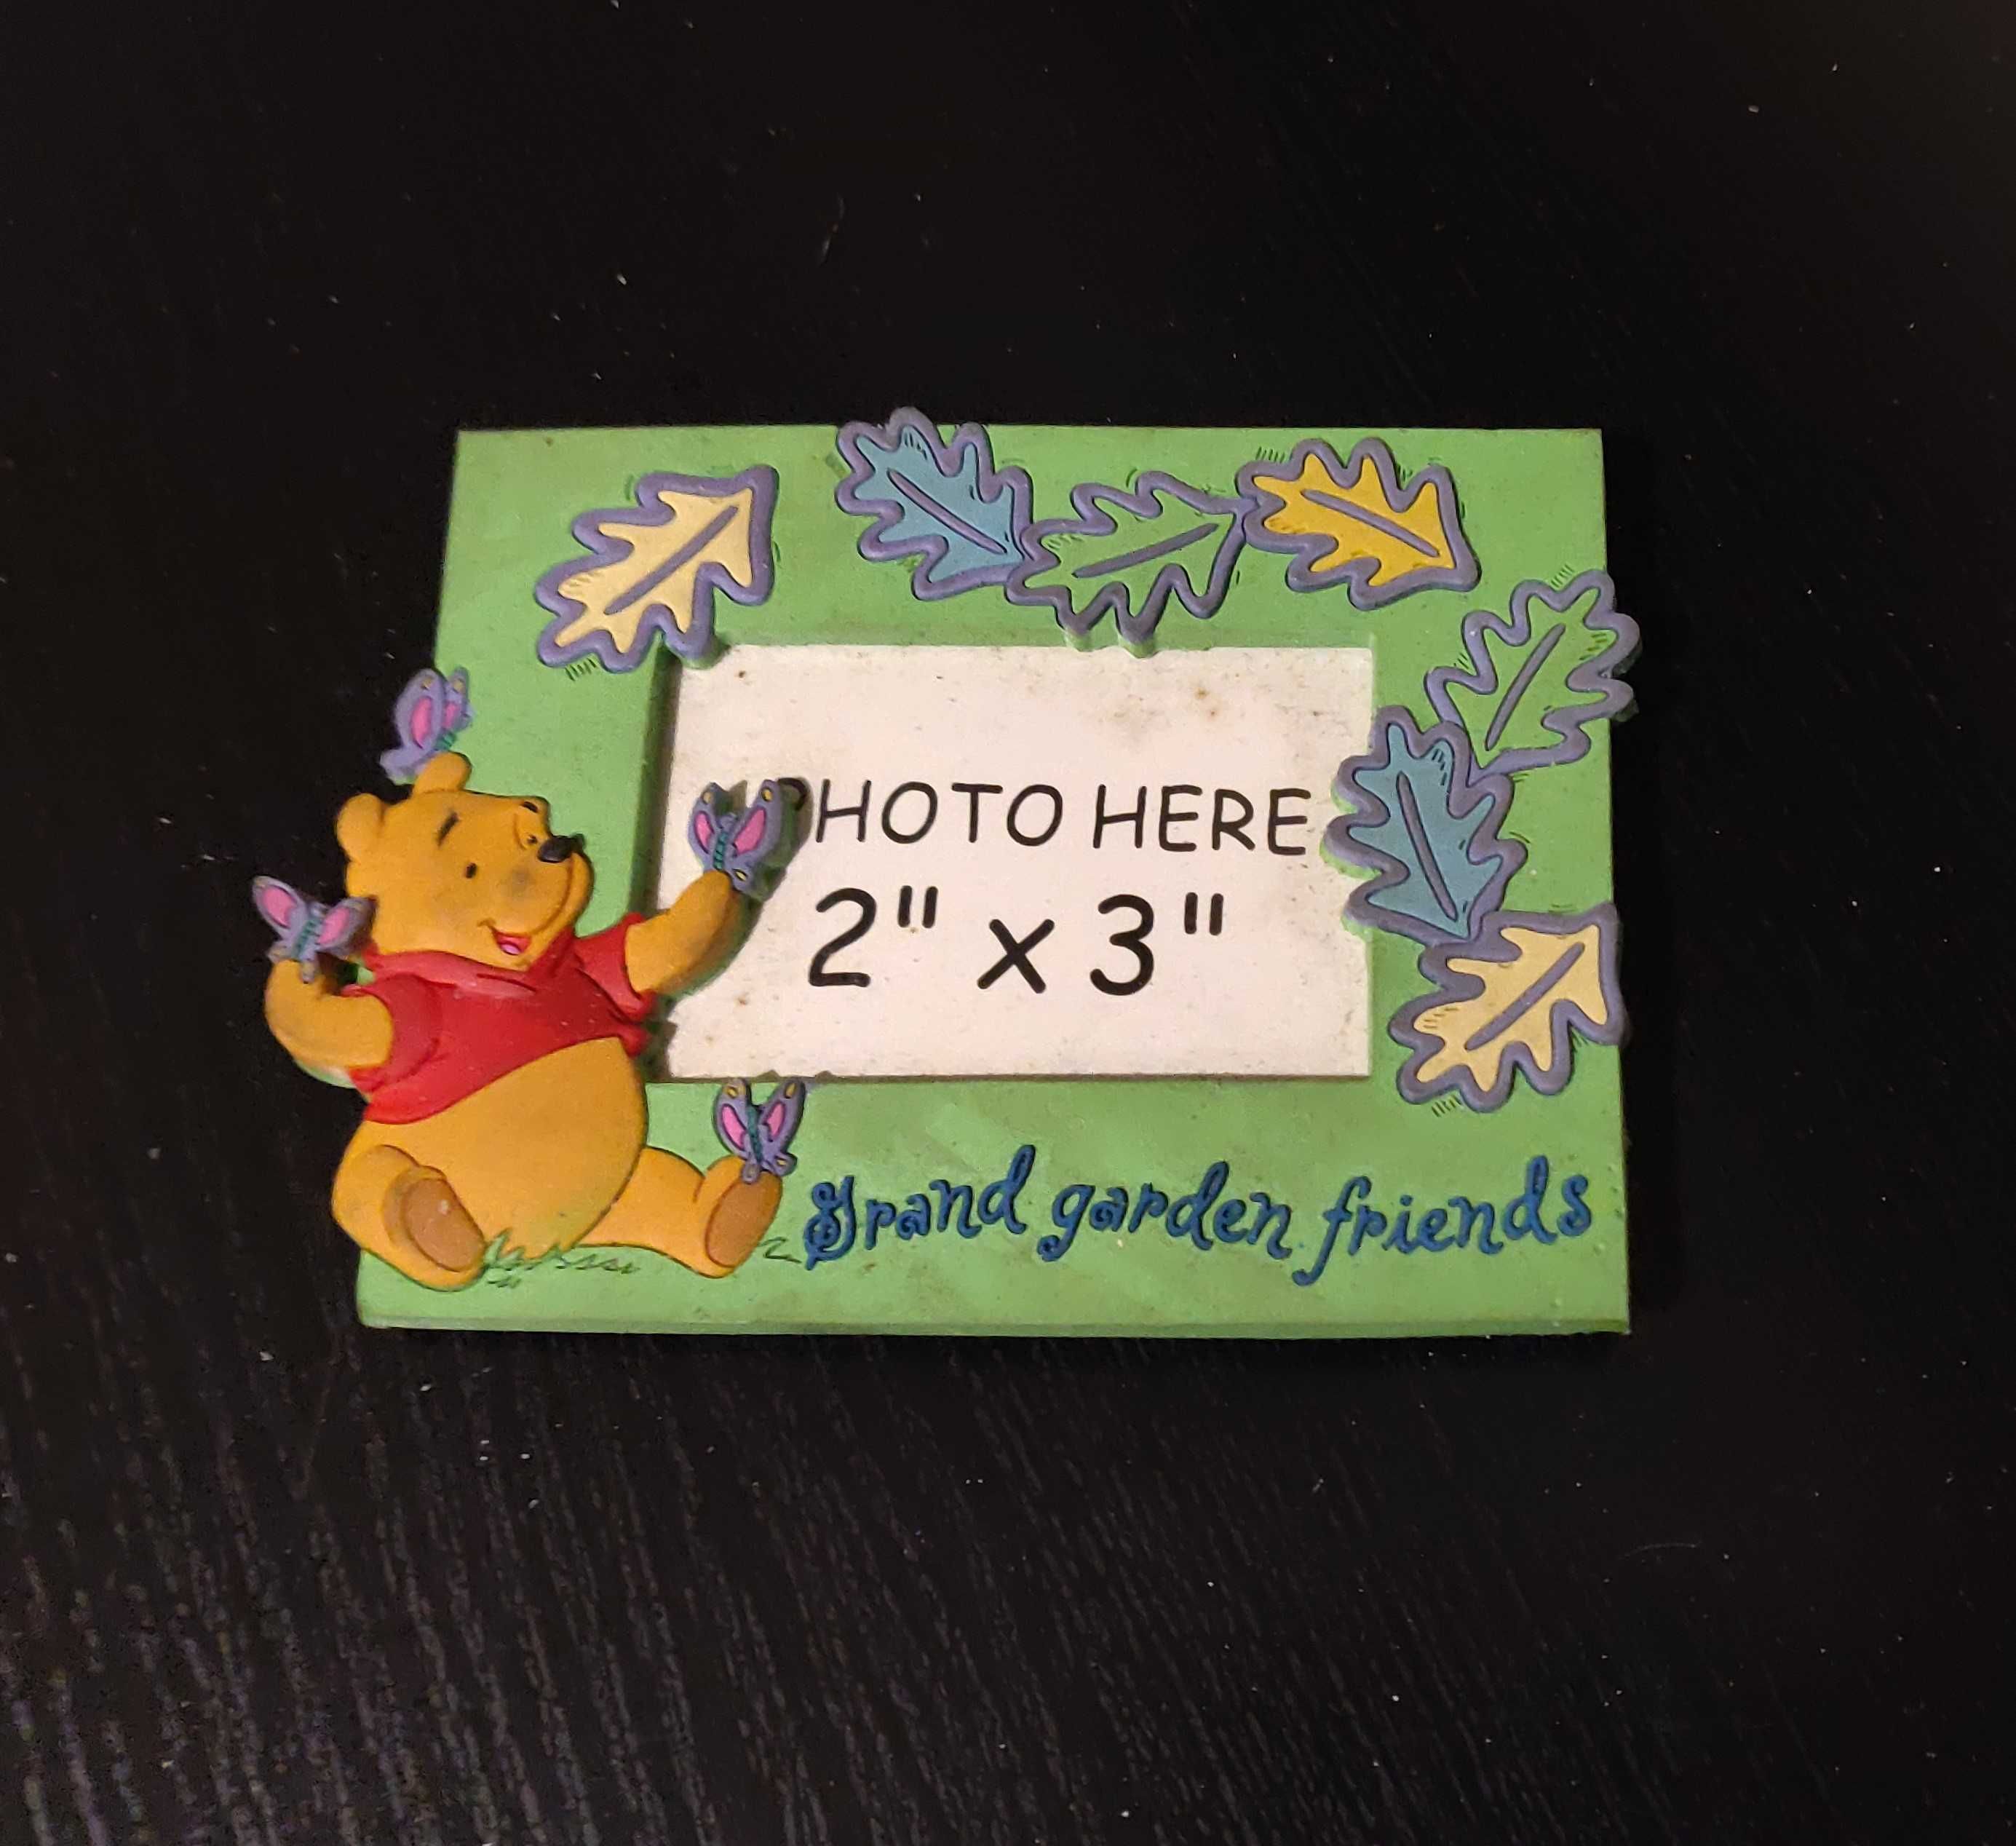 PHOTO HERE
2" x 3"
Grand garden friends